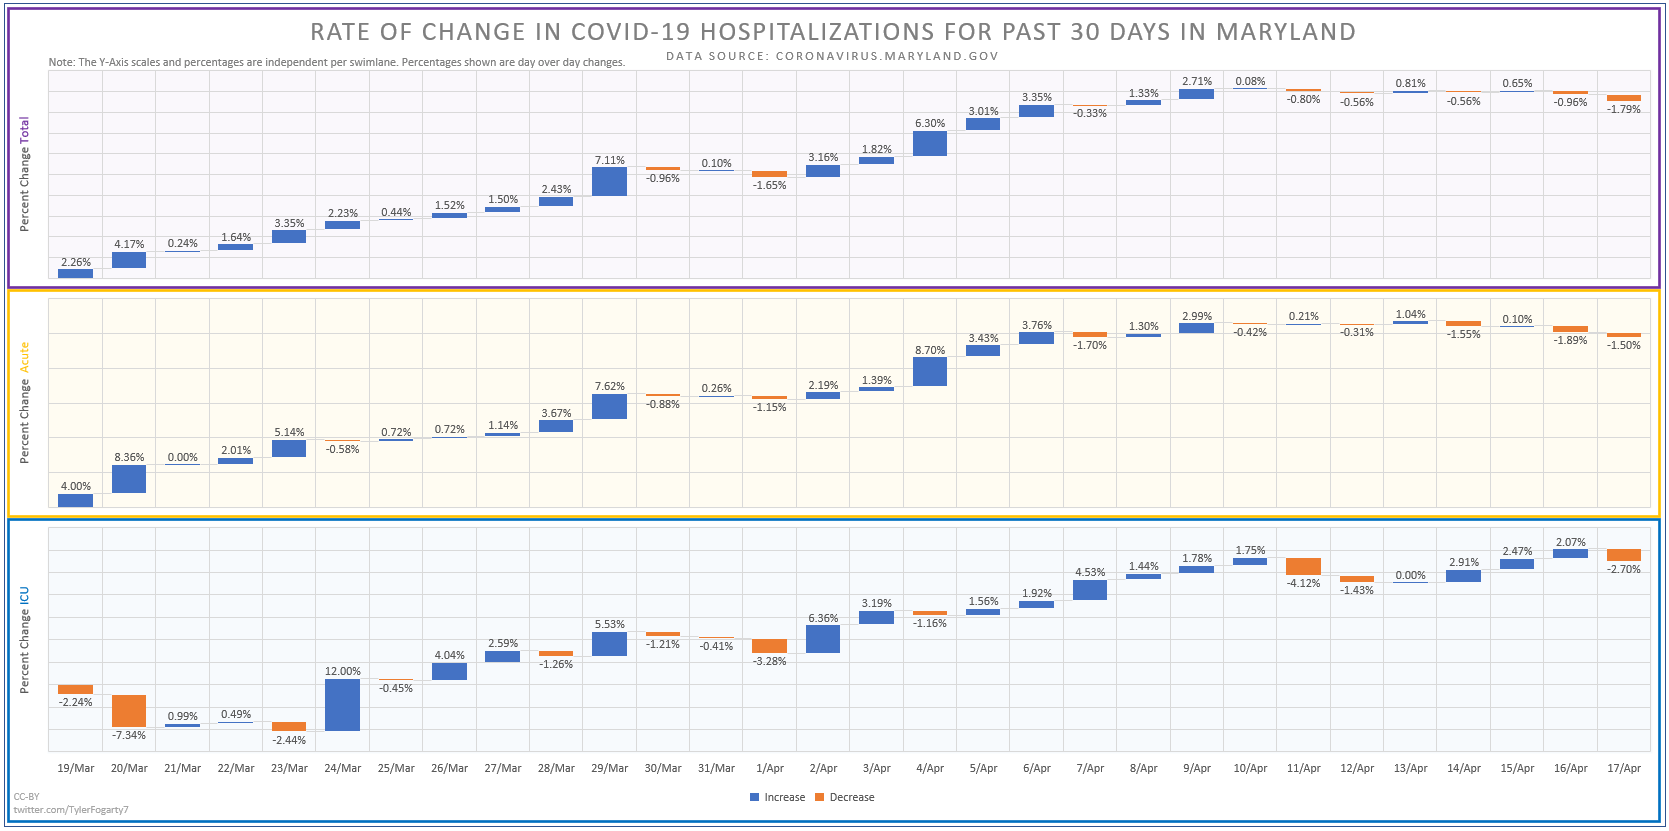 RATE OF CHANGE IN COVID-19 HOSPITALIZATIONS FOR PAST 30 DAYS IN MARYLAND
DATA SOURCE: CORONAVIRUS.MARYLAND.GOV
Note: The Y-Axis scales and percentages are independent per swimlane. Percentages shown are day over day changes.
Percent Change Total
2.26% 4.17% 0.24% 1.64% 3.35% 2.23% 0.44% 1.52% 1.50% 2.43% 7.11% -0.96% 0.10% -1.65% 3.16% 1.82% 6.30% 3.01% 3.35% -0.33% 1.33% 2.71% 0.08% -0.80% -0.56% 0.81% -0.56% 0.65% -0.96% -1.79%
Percent Change Acute
4.00% 8.36% 0.00% 2.01% 5.14% -0.58% 0.72% 0.72% 1.14% 3.67% 7.62% -0.88% 0.26% -1.15% 2.19% 1.39% 8.70% 3.43% 3.76% -1.70% 1.30% 2.99% -0.42% 0.21% -0.31% 1.04% -1.55% 0.10% -1.89% -1.50%
Percent Change ICU
-2.24% -7.34% 0.99% 0.49% -2.44% 12.00% -0.45% 4.04% 2.59% -1.26% 5.53% -1.21% -0.41% -3.28% 6.36% 3.19% -1.16% 1.56% 1.92% 4.53% 1.44% 1.78% 1.75% -4.12% -1.43% 0.00% 2.91% 2.47% 2.07% -2.70%
19/Mar 20/Mar 21/Mar 22/Mar 23/Mar 24/Mar 25/Mar 26/Mar 27/Mar 28/Mar 29/Mar 30/Mar 31/Mar 1/Apr 2/Apr 3/Apr 4/Apr 5/Apr 6/Apr 7/Apr 8/Apr 9/Apr 10/Apr 11/Apr 12/Apr 13/Apr 14/Apr 15/Apr 16/Apr 17/Apr
Increase Decrease
CC-BY
twitter.com/TylerFogarty7